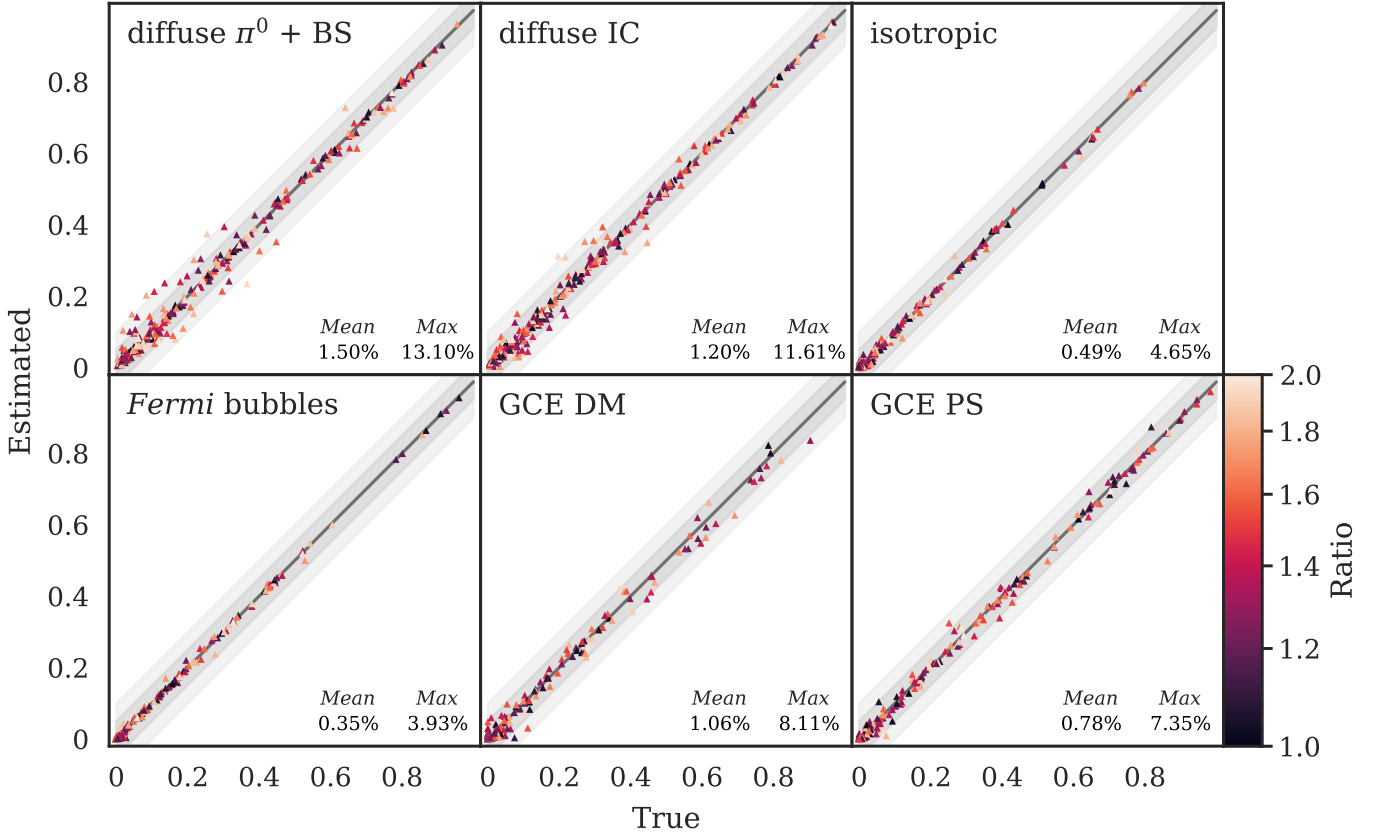 diffuse π⁰ + BS
diffuse IC
isotropic
0.8
0.6
0.4
0.2
0
Mean Max
1.50% 13.10%
Mean Max
1.20% 11.61%
Mean Max
0.49% 4.65%
Estimated
Fermi bubbles
GCE DM
GCE PS
0.8
0.6
0.4
0.2
0
Mean Max
0.35% 3.93%
Mean Max
1.06% 8.11%
Mean Max
0.78% 7.35%
2.0
1.8
1.6
1.4
1.2
1.0
Ratio
0 0.2 0.4 0.6 0.8
0 0.2 0.4 0.6 0.8
0 0.2 0.4 0.6 0.8
True